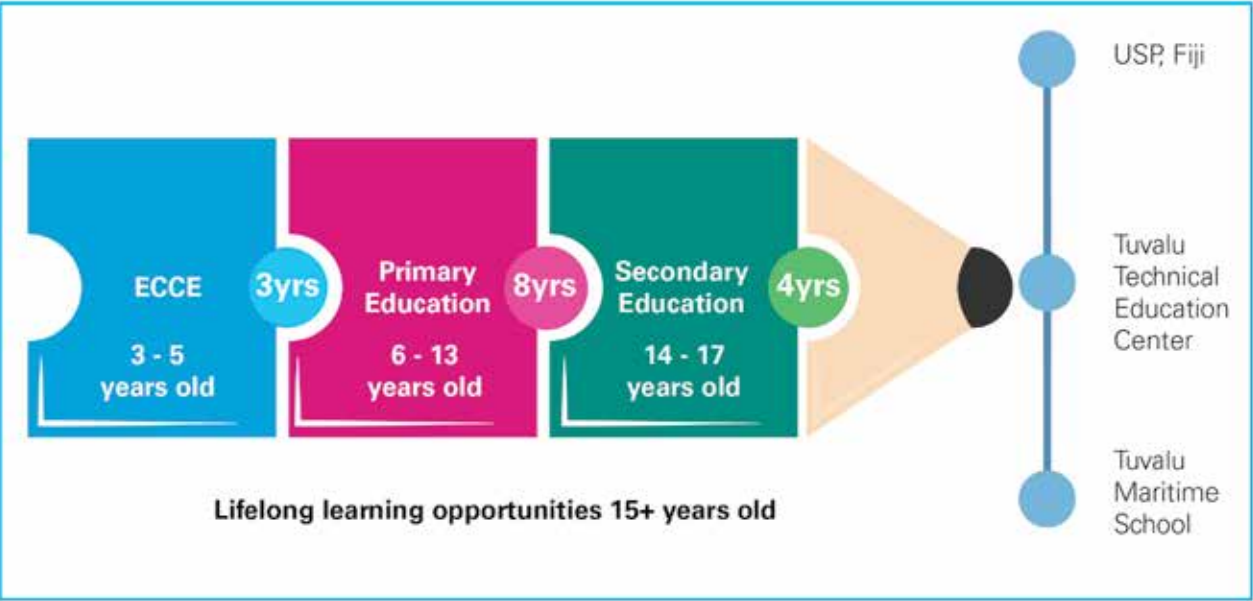 USP, Fiji
ECCE
3 - 5
years old
3yrs
Primary
Education
6 - 13
years old
8yrs
Secondary
Education
14 - 17
years old
4yrs
Tuvalu
Technical
Education
Center
Tuvalu
Maritime
School
Lifelong learning opportunities 15+ years old